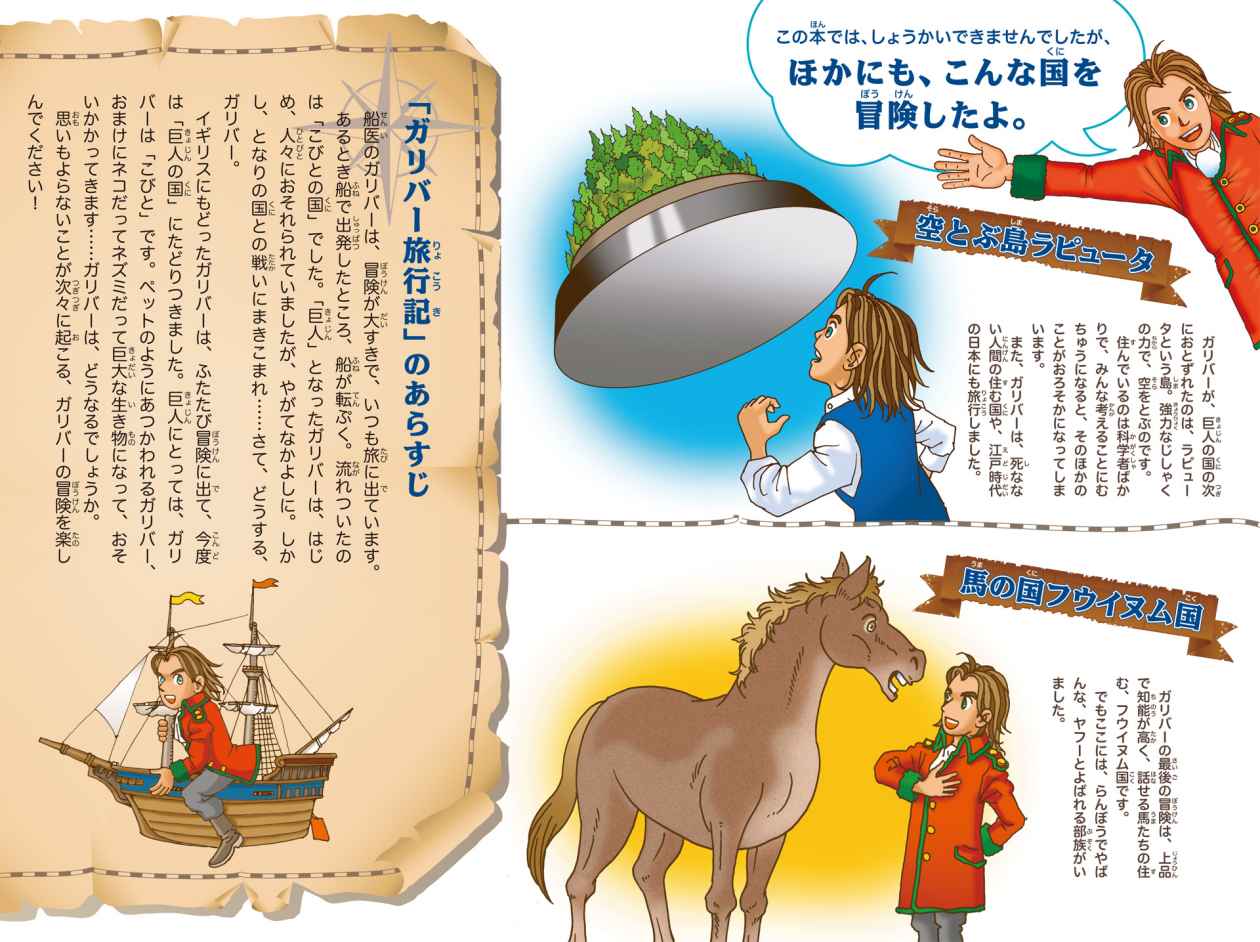 この本では、しょうかいできませんでしたが、
ほかにも、こんな国を
冒険したよ。
空とぶ島ラピュータ
ガリバーが、巨人の国の次
におとずれたのは、ラピュー
タという島。強力なじしゃく
の力で、空をとぶのです。
住んでいるのは科学者ばか
りで、みんな考えることにむ
ちゅうになると、そのほかの
ことがおろそかになってしま
います。
また、ガリバーは、死なな
い人間の住む国や、江戸時代
の日本にも旅行しました。
馬の国フウイヌム国
ガリバーの最後の冒険は、上品
で知能が高く、話せる馬たちの住
む、フウイヌム国です。
でもここには、らんぼうでやば
んな、ヤフーとよばれる部族がい
ました。
「ガリバー旅行記」のあらすじ
船医のガリバーは、冒険が大すきで、いつも旅に出ています。
あるとき船で出発したところ、船が転ぷく。流れついたの
は「こびとの国」でした。「巨人」となったガリバーは、はじ
め、人々におそれられていましたが、やがてなかよしに。しか
し、となりの国との戦いにまきこまれ……さて、どうする、
ガリバー。
イギリスにもどったガリバーは、ふたたび冒険に出て、今度
は「巨人の国」にたどりつきました。巨人にとっては、ガリ
バーは「こびと」です。ペットのようにあつかわれるガリバー、
おまけにネコだってネズミだって巨大な生き物になって、おそ
いかかってきます……ガリバーは、どうなるでしょうか。
思いもよらないことが次々に起こる、ガリバーの冒険を楽し
んでください！